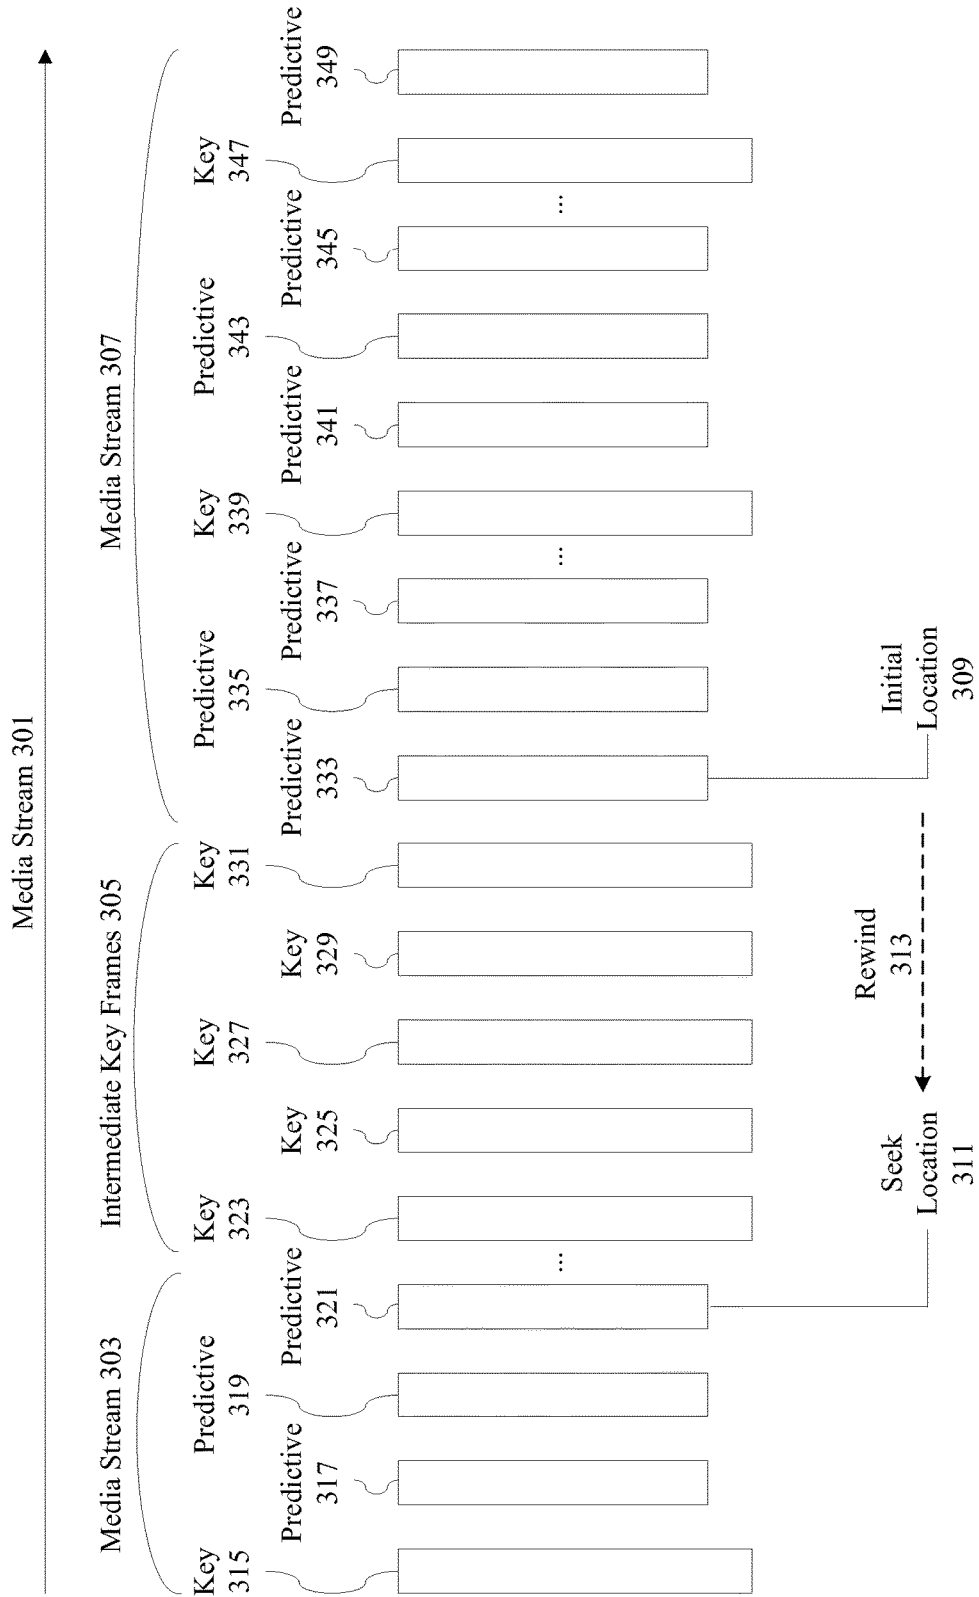 Media Stream 301
Media Stream 303
Intermediate Key Frames 305
Media Stream 307
Key
315
Predictive
317
Predictive
319
Predictive
321
...
Key
323
Key
325
Key
327
Key
329
Key
331
Predictive
333
Predictive
335
Predictive
337
...
Key
339
Predictive
341
Predictive
343
Predictive
345
...
Key
347
Predictive
349
Seek
Location
311
Rewind
313
Initial
Location
309